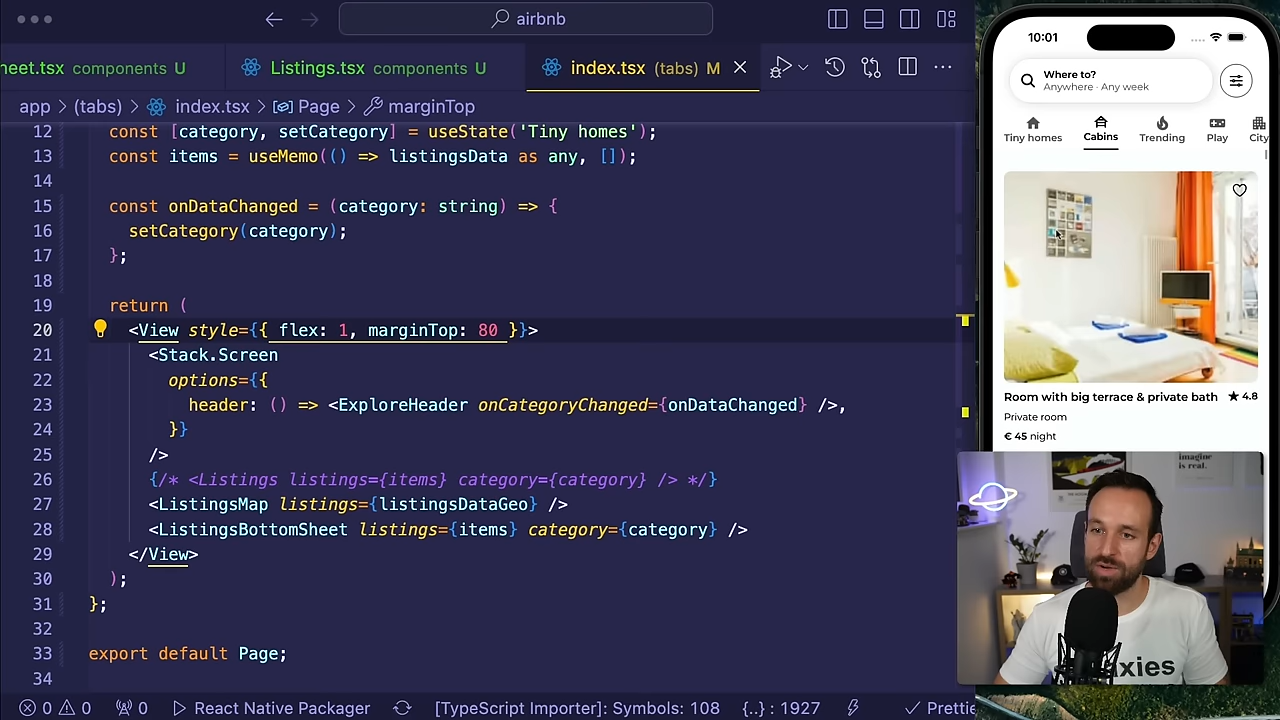 airbnb
heet.tsx components U
Listings.tsx components U
index.tsx (tabs) M
app > (tabs) > index.tsx > Page > marginTop
12 const [category, setCategory] = useState('Tiny homes');
13 const items = useMemo(() => listingsData as any, []);
14
15 const onDataChanged = (category: string) => {
16 setCategory(category);
17 };
18
19 return (
20 <View style={{ flex: 1, marginTop: 80 }}>
21 <Stack.Screen
22 options={{
23 header: () => <ExploreHeader onCategoryChanged={onDataChanged} />,
24 }}
25 />
26 {/* <Listings listings={items} category={category} /> */}
27 <ListingsMap listings={listingsDataGeo} />
28 <ListingsBottomSheet listings={items} category={category} />
29 </View>
30 );
31 };
32
33 export default Page;
34
0 0 0 React Native Packager [TypeScript Importer]: Symbols: 108 {..} : 1927 Prettie
10:01
Where to?
Anywhere · Any week
Tiny homes Cabins Trending Play City
Room with big terrace & private bath ★ 4.8
Private room
€ 45 night
imagine
is real.
axies